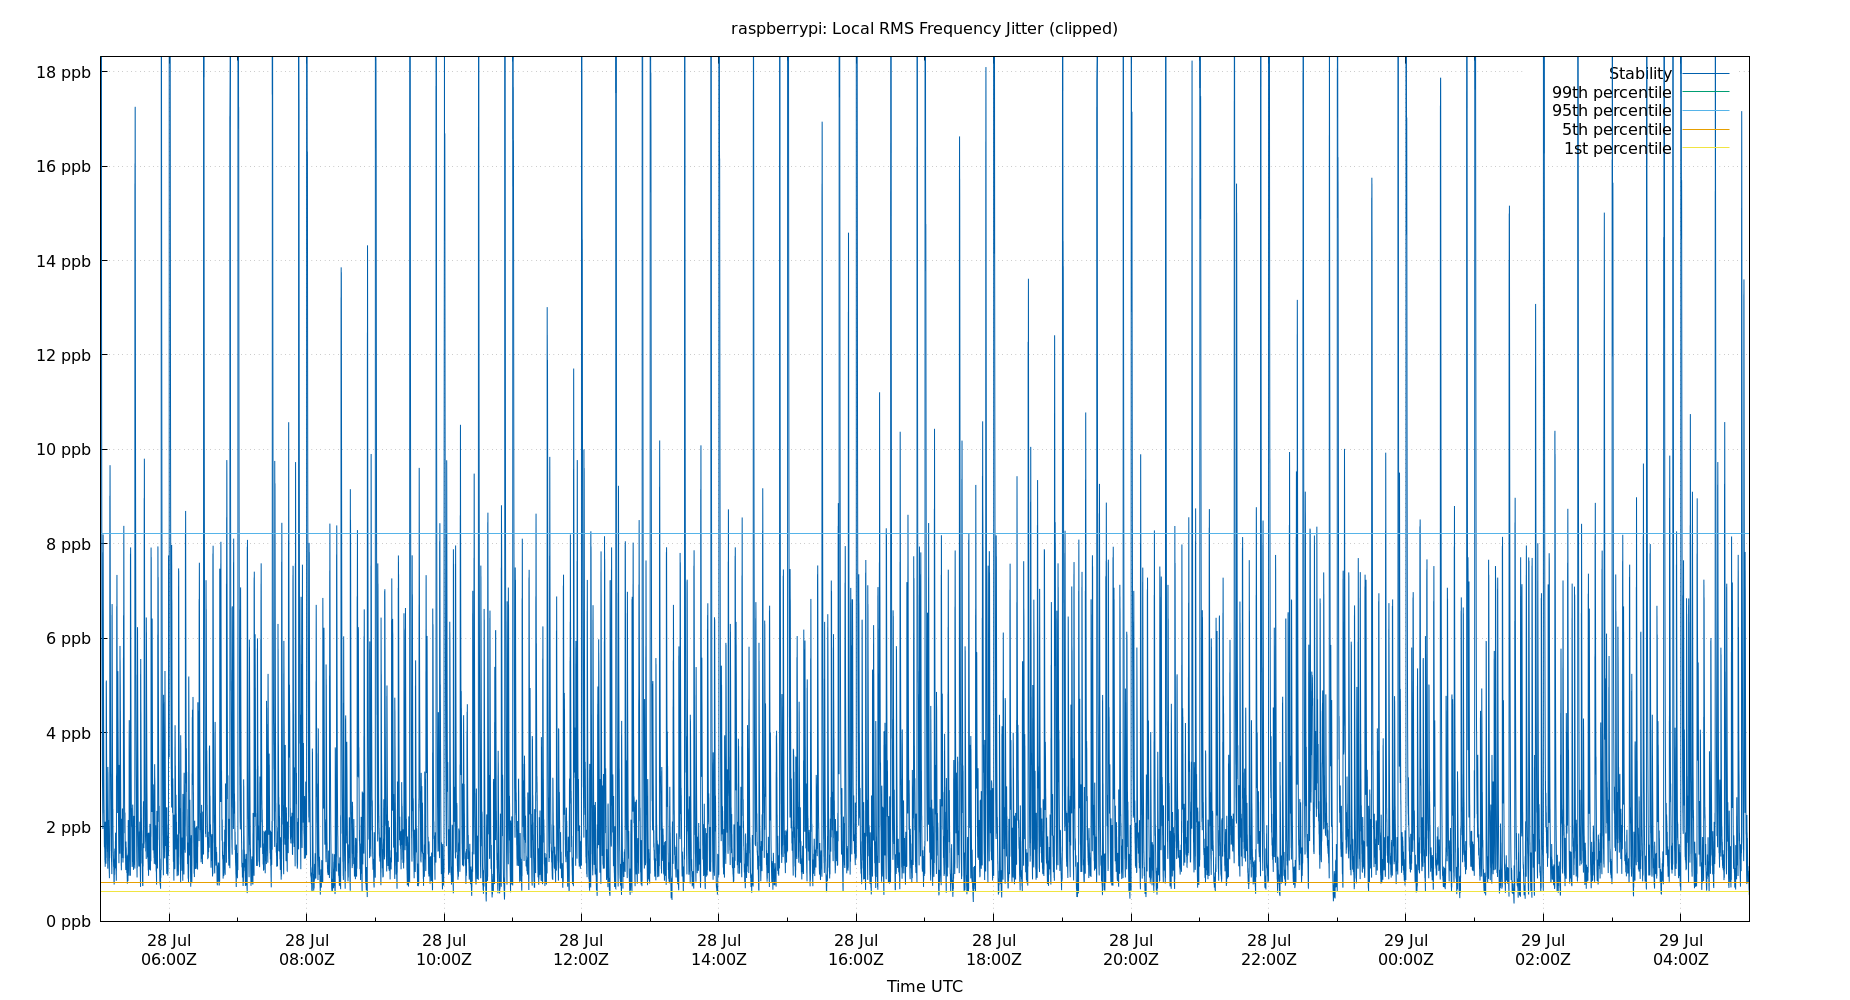 raspberrypi: Local RMS Frequency Jitter (clipped)
18 ppb
16 ppb
14 ppb
12 ppb
10 ppb
8 ppb
6 ppb
4 ppb
2 ppb
0 ppb
Stability
99th percentile
95th percentile
5th percentile
1st percentile
28 Jul 28 Jul 28 Jul 28 Jul 28 Jul 28 Jul 28 Jul 28 Jul 28 Jul 29 Jul 29 Jul 29 Jul
06:00Z 08:00Z 10:00Z 12:00Z 14:00Z 16:00Z 18:00Z 20:00Z 22:00Z 00:00Z 02:00Z 04:00Z
Time UTC